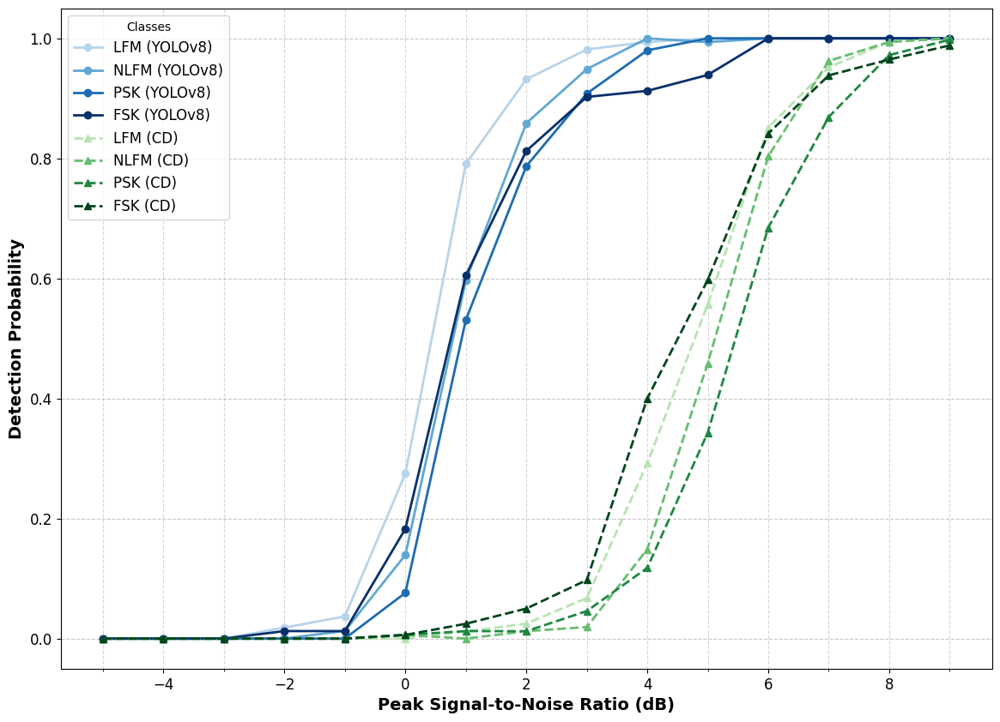 Classes
LFM (YOLOv8)
NLFM (YOLOv8)
PSK (YOLOv8)
FSK (YOLOv8)
LFM (CD)
NLFM (CD)
PSK (CD)
FSK (CD)
1.0
0.8
0.6
0.4
0.2
0.0
Detection Probability
−4 −2 0 2 4 6 8
Peak Signal-to-Noise Ratio (dB)